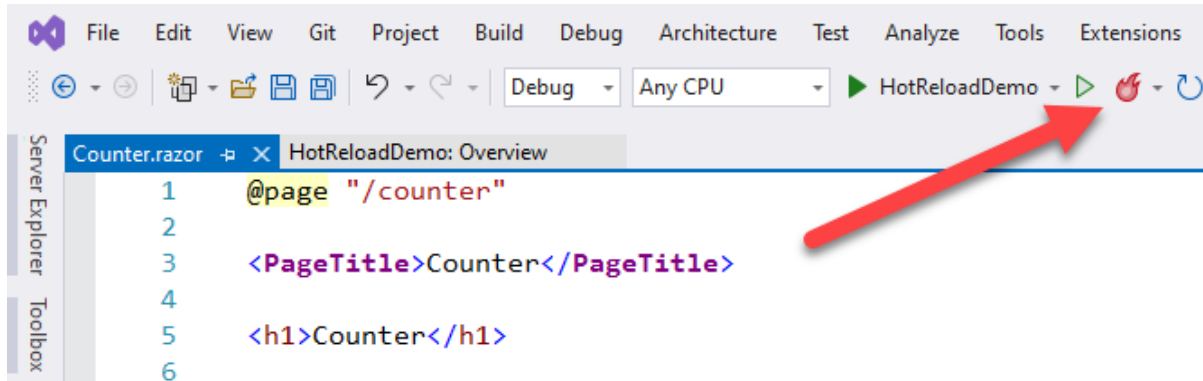 File Edit View Git Project Build Debug Architecture Test Analyze Tools Extensions
Debug Any CPU HotReloadDemo
Server Explorer
Toolbox
Counter.razor HotReloadDemo: Overview
1 @page "/counter"
2
3 <PageTitle>Counter</PageTitle>
4
5 <h1>Counter</h1>
6